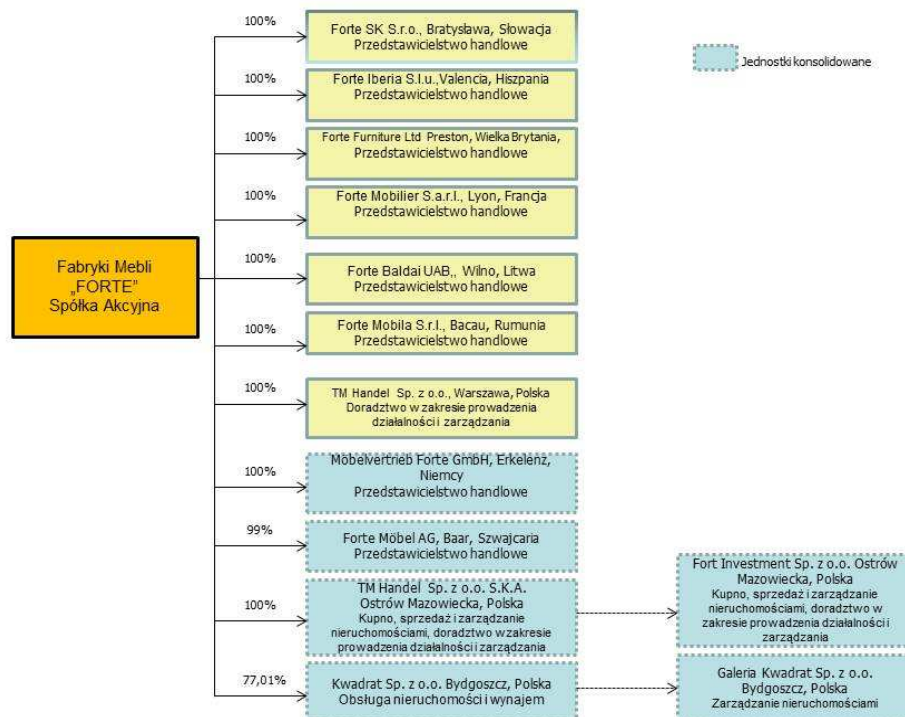 100%
Forte SK S.r.o., Bratysława, Słowacja
Przedstawicielstwo handlowe
Jednostki konsolidowane
100%
Forte Iberia S.l.u.,Valencia, Hiszpania
Przedstawicielstwo handlowe
100%
Forte Furniture Ltd Preston, Wielka Brytania,
Przedstawicielstwo handlowe
100%
Forte Mobilier S.a.r.l., Lyon, Francja
Przedstawicielstwo handlowe
Fabryki Mebli
„FORTE”
Spółka Akcyjna
100%
Forte Baldai UAB,, Wilno, Litwa
Przedstawicielstwo handlowe
100%
Forte Mobila S.r.l., Bacau, Rumunia
Przedstawicielstwo handlowe
100%
TM Handel Sp. z o.o., Warszawa, Polska
Doradztwo w zakresie prowadzenia
działalności i zarządzania
100%
Möbelvertrieb Forte GmbH, Erkelenz,
Niemcy
Przedstawicielstwo handlowe
99%
Forte Möbel AG, Baar, Szwajcaria
Przedstawicielstwo handlowe
100%
TM Handel Sp. z o.o. S.K.A.
Ostrów Mazowiecka, Polska
Kupno, sprzedaż i zarządzanie
nieruchomościami, doradztwo w zakresie
prowadzenia działalności i zarządzania
Fort Investment Sp. z o.o. Ostrów
Mazowiecka, Polska
Kupno, sprzedaż i zarządzanie
nieruchomościami, doradztwo w
zakresie prowadzenia działalności i
zarządzania
77,01%
Kwadrat Sp. z o.o. Bydgoszcz, Polska
Obsługa nieruchomości i wynajem
Galeria Kwadrat Sp. z o.o.
Bydgoszcz, Polska
Zarządzanie nieruchomościami